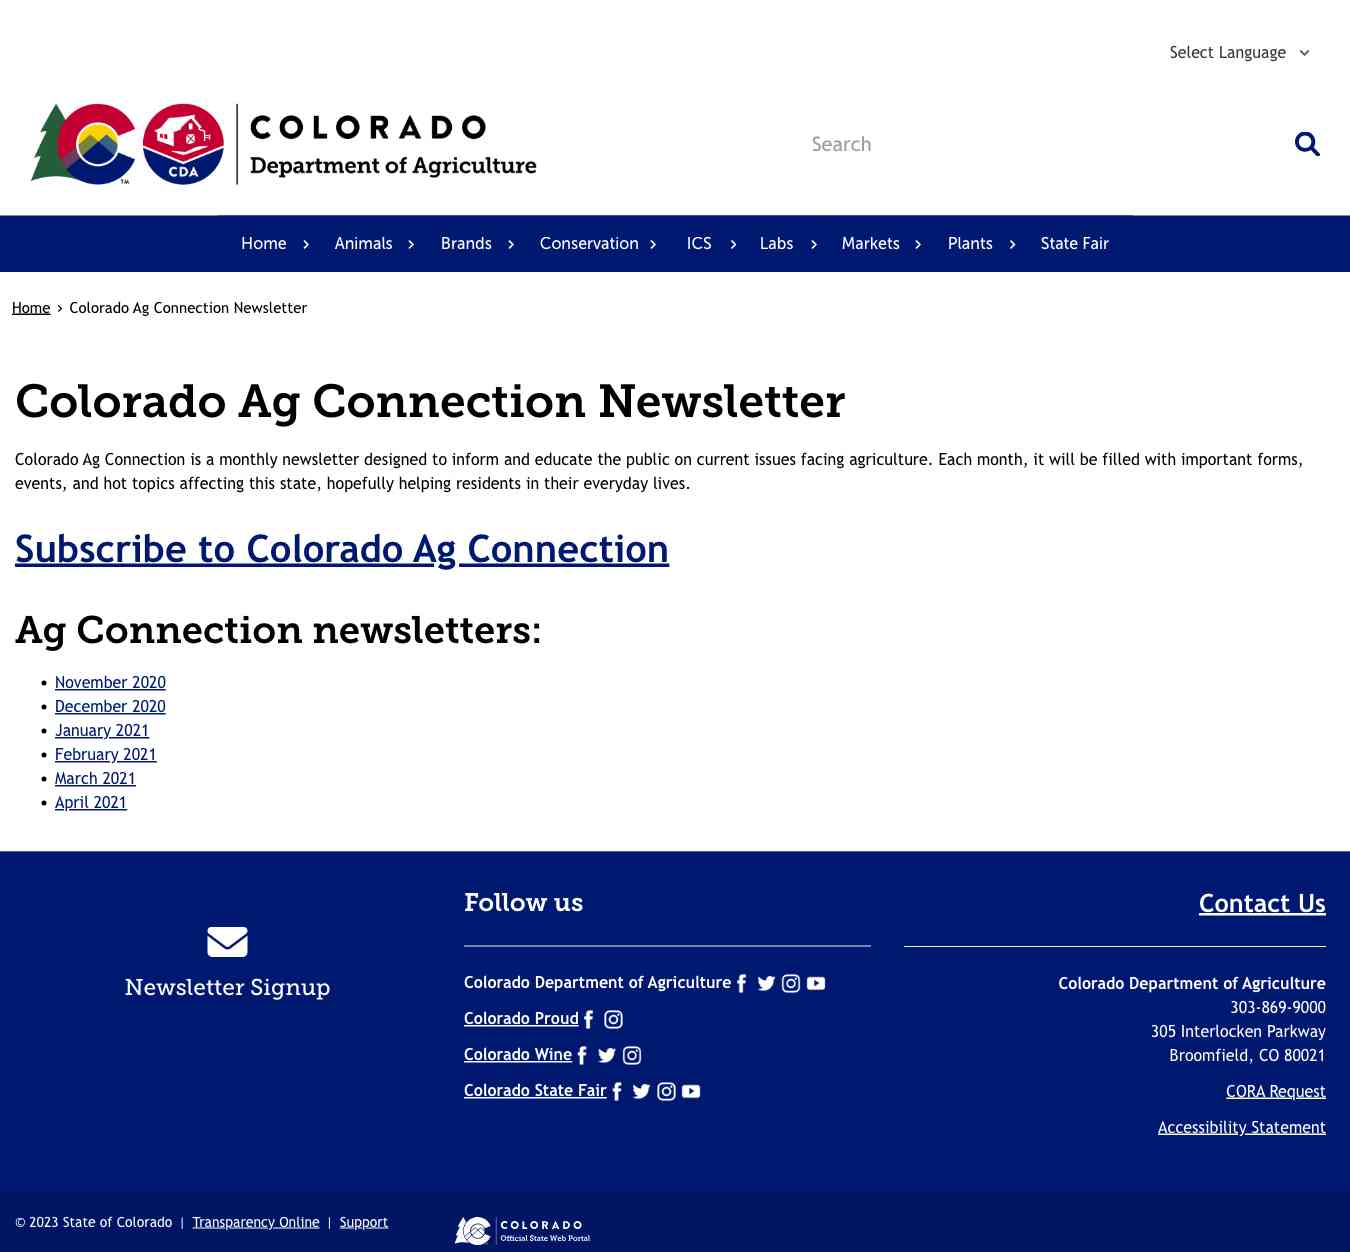 Select Language
CDA
TM
COLORADO
Department of Agriculture
Search
Home Animals Brands Conservation ICS Labs Markets Plants State Fair
Home › Colorado Ag Connection Newsletter
Colorado Ag Connection Newsletter
Colorado Ag Connection is a monthly newsletter designed to inform and educate the public on current issues facing agriculture. Each month, it will be filled with important forms,
events, and hot topics affecting this state, hopefully helping residents in their everyday lives.
Subscribe to Colorado Ag Connection
Ag Connection newsletters:
• November 2020
• December 2020
• January 2021
• February 2021
• March 2021
• April 2021
Newsletter Signup
Follow us
Colorado Department of Agriculture
Colorado Proud
Colorado Wine
Colorado State Fair
Contact Us
Colorado Department of Agriculture
303-869-9000
305 Interlocken Parkway
Broomfield, CO 80021
CORA Request
Accessibility Statement
© 2023 State of Colorado | Transparency Online | Support
COLORADO
Official State Web Portal